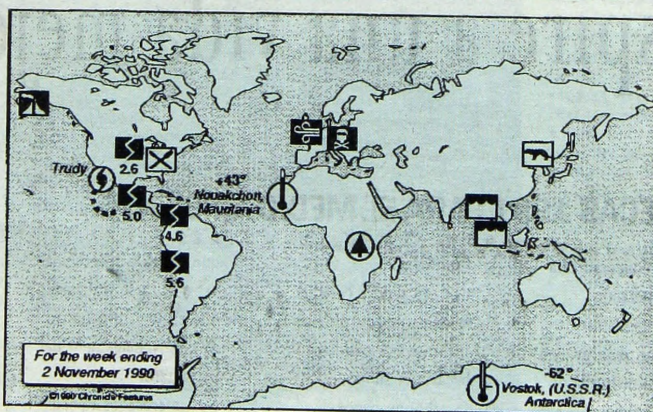 Trudy
2.6
5.0
4.6
5.6
+43°
Nouakchott,
Mauritania
For the week ending
2 November 1990
©1990 Chronicle Features
-62°
Vostok, (U.S.S.R.)
Antarctica